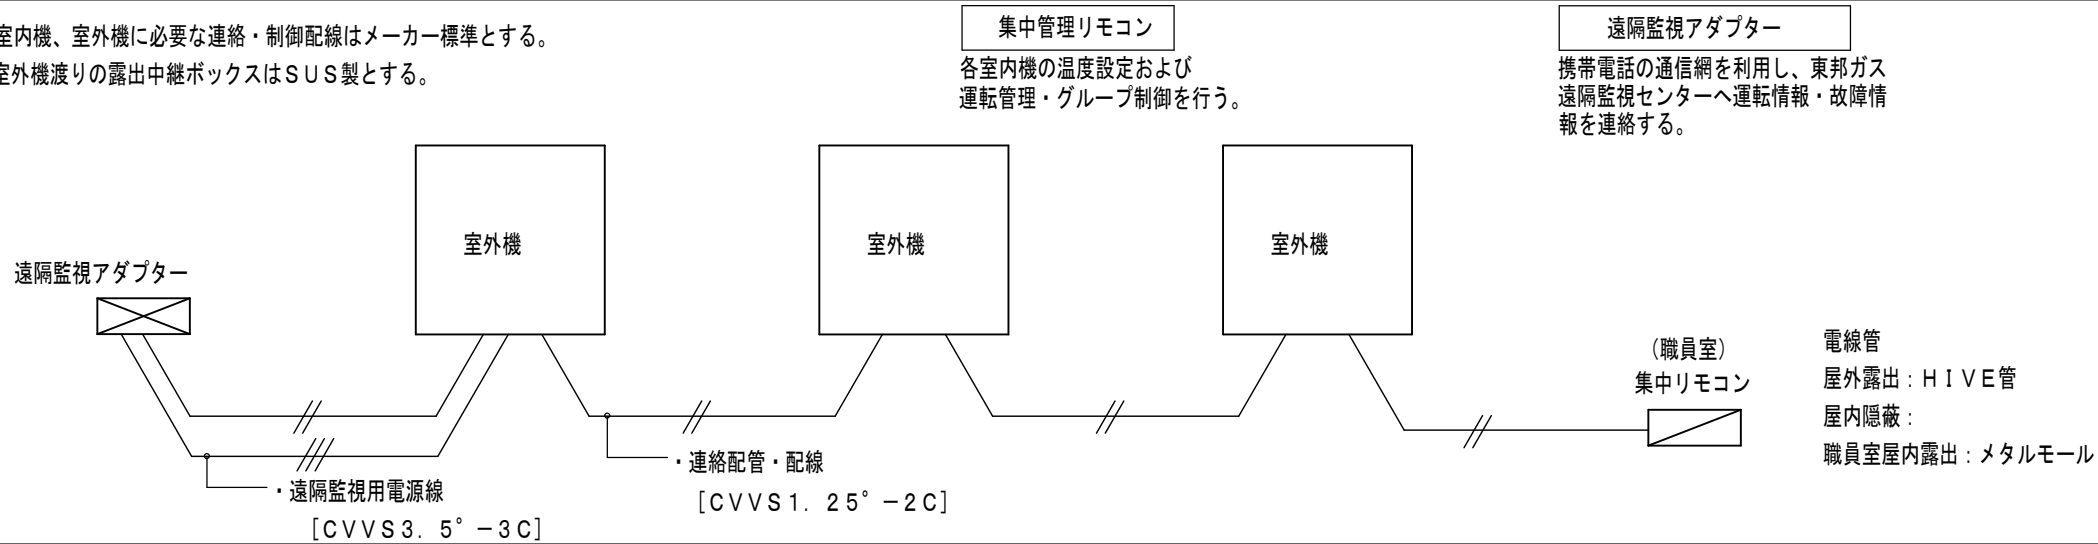 室内機、室外機に必要な連絡・制御配線はメーカー標準とする。
室外機渡りの露出中継ボックスはＳＵＳ製とする。
集中管理リモコン
各室内機の温度設定および
運転管理・グループ制御を行う。
遠隔監視アダプター
携帯電話の通信網を利用し、東邦ガス
遠隔監視センターへ運転情報・故障情
報を連絡する。
室外機
室外機
室外機
遠隔監視アダプター
（職員室）
集中リモコン
電線管
屋外露出：ＨＩＶＥ管
屋内隠蔽：
職員室屋内露出：メタルモール
・連絡配管・配線
［ＣＶＶＳ１．２５°－２Ｃ］
・遠隔監視用電源線
［ＣＶＶＳ３．５°－３Ｃ］